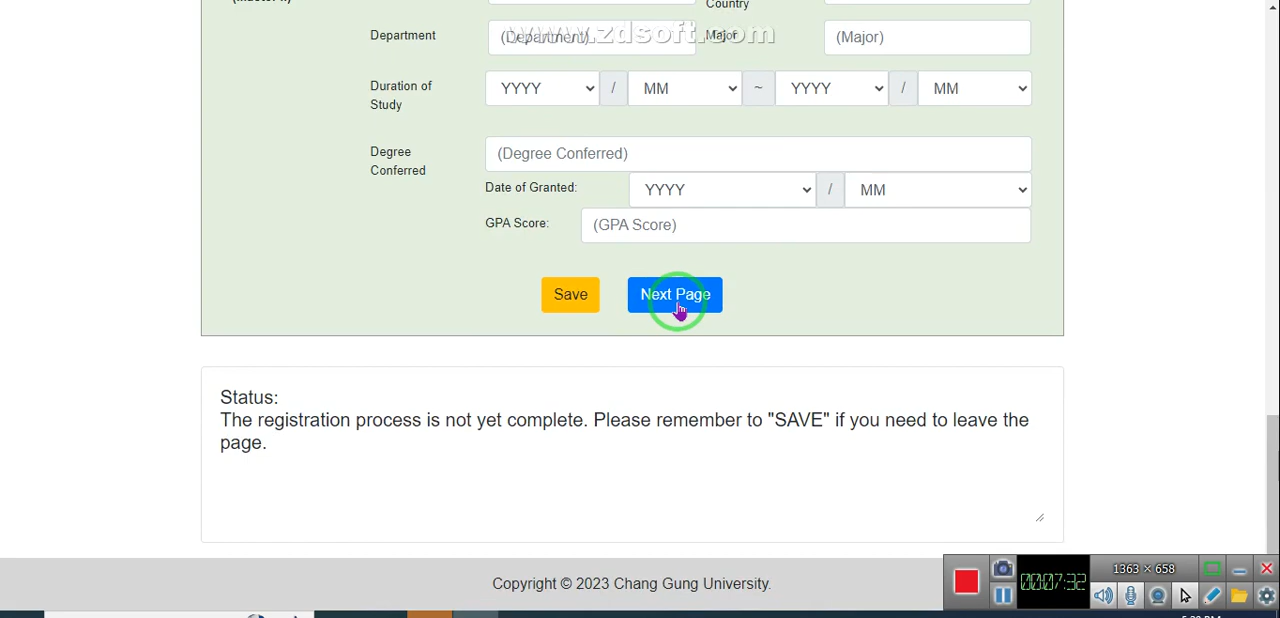 Country
www.zdsoft.com
Department (Department) Major (Major)
Duration of Study YYYY / MM ~ YYYY / MM
Degree Conferred (Degree Conferred)
Date of Granted: YYYY / MM
GPA Score: (GPA Score)
Save Next Page
Status:
The registration process is not yet complete. Please remember to "SAVE" if you need to leave the
page.
Copyright © 2023 Chang Gung University.
1363 × 658
00:07:32